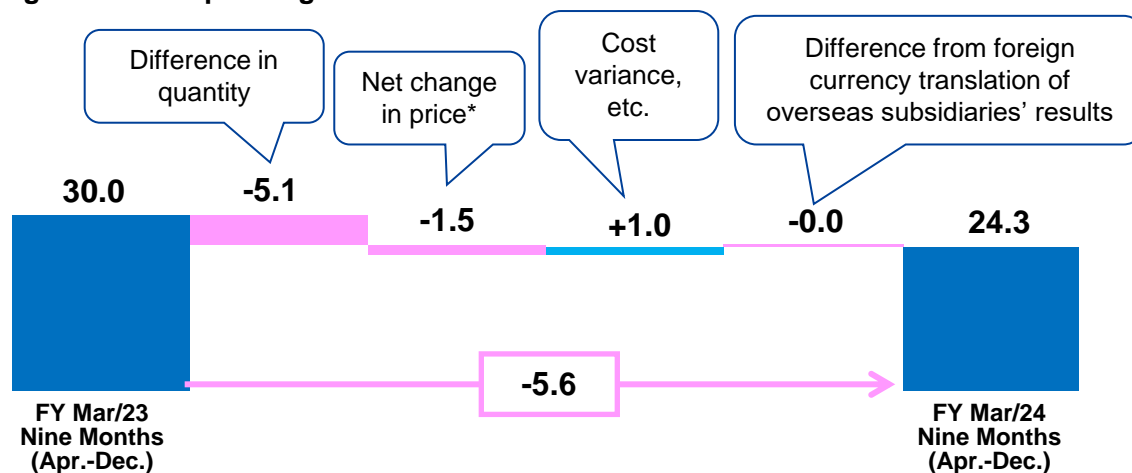 Difference in
quantity
Net change
in price*
Cost
variance,
etc.
Difference from foreign
currency translation of
overseas subsidiaries’ results
30.0
-5.1
-1.5
+1.0
-0.0
24.3
-5.6
FY Mar/23
Nine Months
(Apr.-Dec.)
FY Mar/24
Nine Months
(Apr.-Dec.)